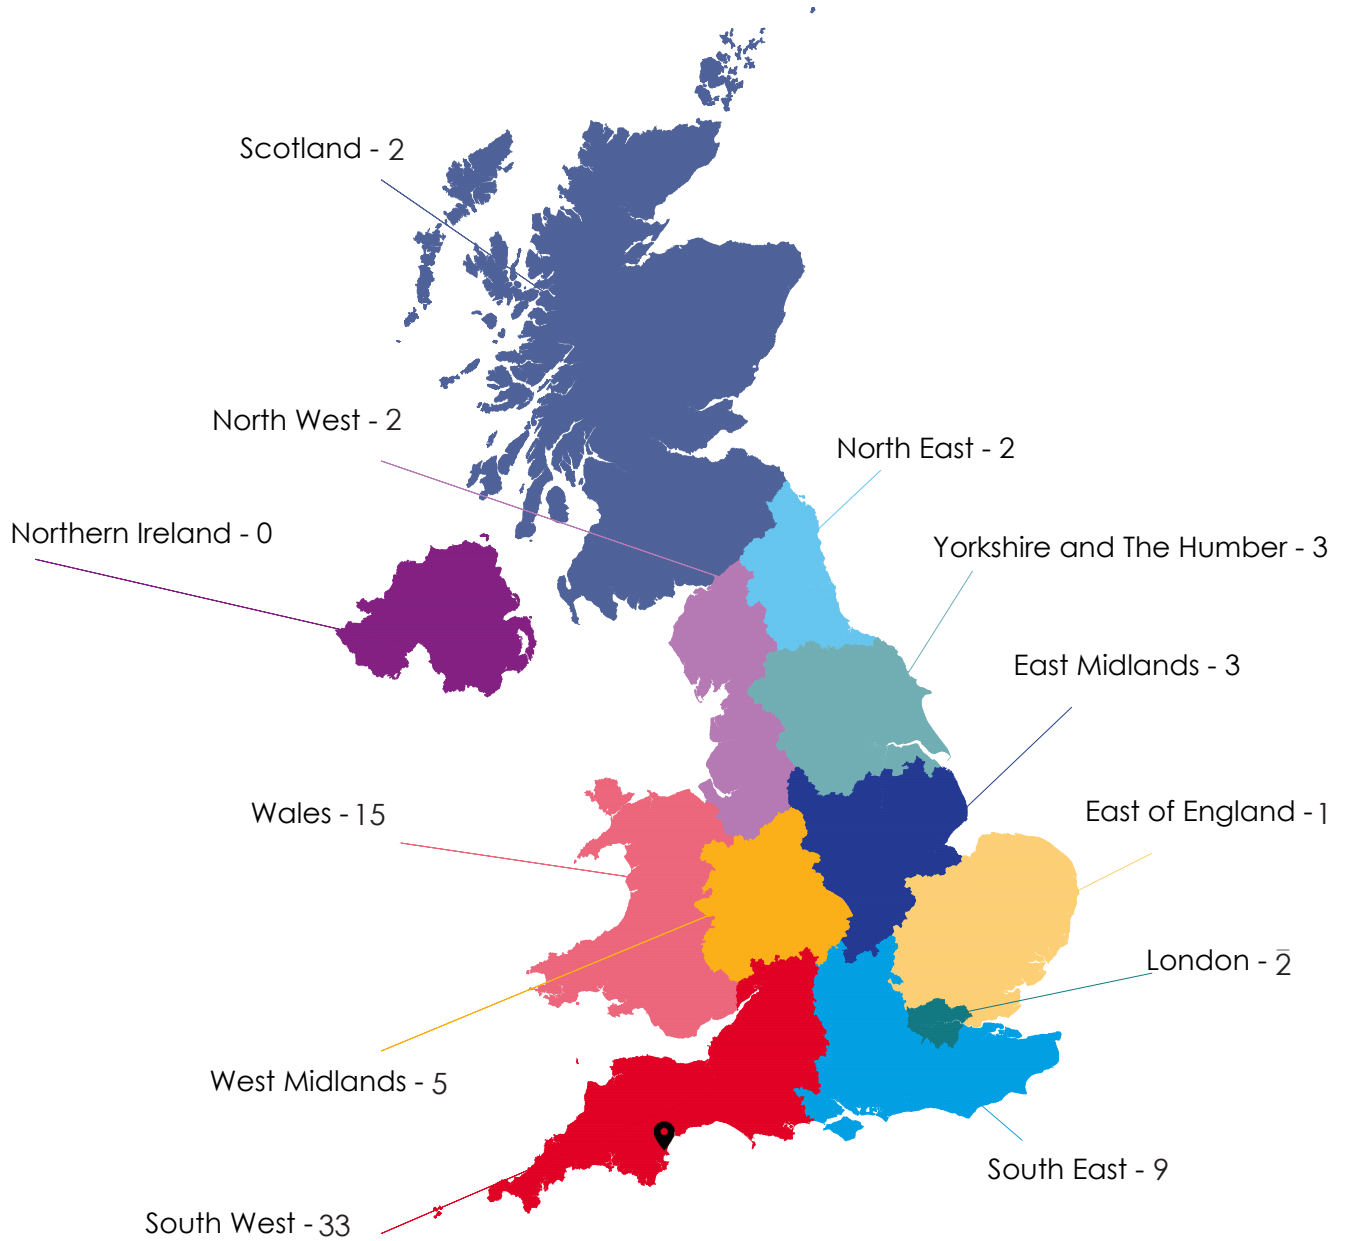 Scotland - 2
North West - 2
North East - 2
Northern Ireland - 0
Yorkshire and The Humber - 3
East Midlands - 3
Wales - 15
East of England - 1
London - 2
West Midlands - 5
South East - 9
South West - 33